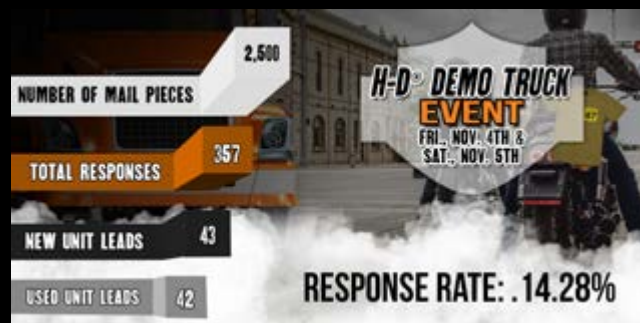 2,500
NUMBER OF MAIL PIECES
357
TOTAL RESPONSES
43
NEW UNIT LEADS
42
USED UNIT LEADS
H-D® DEMO TRUCK
EVENT
FRI., NOV. 4TH &
SAT., NOV. 5TH
RESPONSE RATE: .14.28%